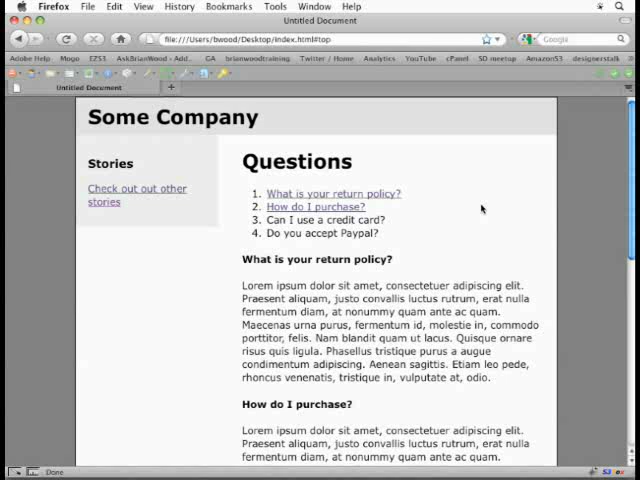 Firefox File Edit View History Bookmarks Tools Window Help
Untitled Document
file:///Users/bwood/Desktop/index.html#top
Google
Adobe Help Mogo EZS3 AskBrianWood - Add... GA brianwoodtraining Twitter / Home Analytics YouTube cPanel SD meetup AmazonS3 designerstalk
Untitled Document
Some Company
Stories
Check out out other
stories
Questions
1. What is your return policy?
2. How do I purchase?
3. Can I use a credit card?
4. Do you accept Paypal?
What is your return policy?
Lorem ipsum dolor sit amet, consectetuer adipiscing elit.
Praesent aliquam, justo convallis luctus rutrum, erat nulla
fermentum diam, at nonummy quam ante ac quam.
Maecenas urna purus, fermentum id, molestie in, commodo
porttitor, felis. Nam blandit quam ut lacus. Quisque ornare
risus quis ligula. Phasellus tristique purus a augue
condimentum adipiscing. Aenean sagittis. Etiam leo pede,
rhoncus venenatis, tristique in, vulputate at, odio.
How do I purchase?
Lorem ipsum dolor sit amet, consectetuer adipiscing elit.
Praesent aliquam, justo convallis luctus rutrum, erat nulla
fermentum diam, at nonummy quam ante ac quam.
Done